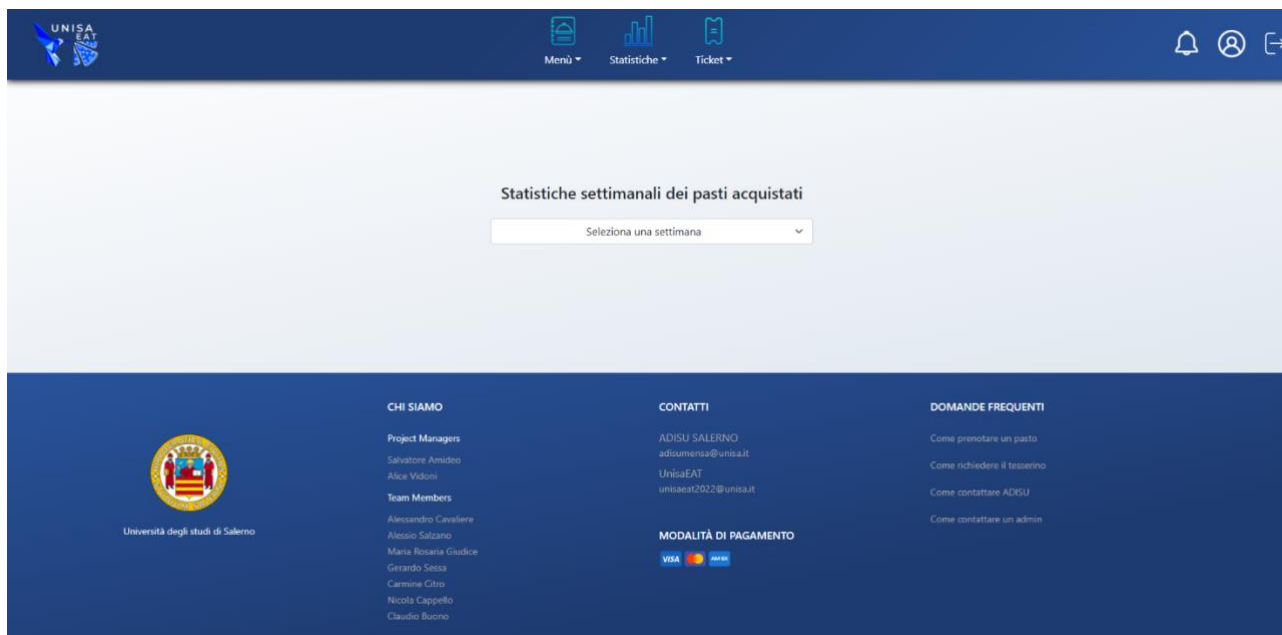 UNISA
EAT
Menù
Statistiche
Ticket
Statistiche settimanali dei pasti acquistati
Seleziona una settimana
Università degli studi di Salerno
CHI SIAMO
Project Managers
Salvatore Amideo
Alice Vidoni
Team Members
Alessandro Cavaliere
Alessio Salzano
Maria Rosaria Giudice
Gerardo Sessa
Carmine Citro
Nicola Cappello
Claudio Buono
CONTATTI
ADISU SALERNO
adisumensa@unisa.it
UnisaEAT
unisaeat2022@unisa.it
MODALITÀ DI PAGAMENTO
VISA
AMEX
DOMANDE FREQUENTI
Come prenotare un pasto
Come richiedere il tesserino
Come contattare ADISU
Come contattare un admin